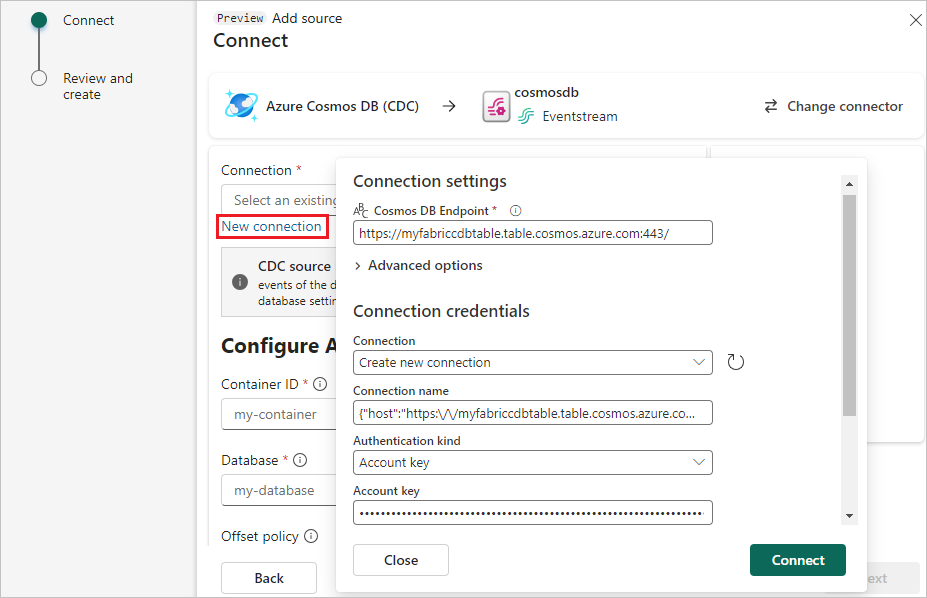 Connect
Review and
create
Preview Add source
Connect
Azure Cosmos DB (CDC)
cosmosdb
Eventstream
Change connector
Connection *
Select an existing
New connection
CDC source
events of the d
database settin
Configure A
Container ID *
my-container
Database *
my-database
Offset policy
Back
Connection settings
ABC Cosmos DB Endpoint *
https://myfabriccdbtable.table.cosmos.azure.com:443/
Advanced options
Connection credentials
Connection
Create new connection
Connection name
{"host":"https:\/\/myfabriccdbtable.table.cosmos.azure.co...
Authentication kind
Account key
Account key
Close
Connect
ext